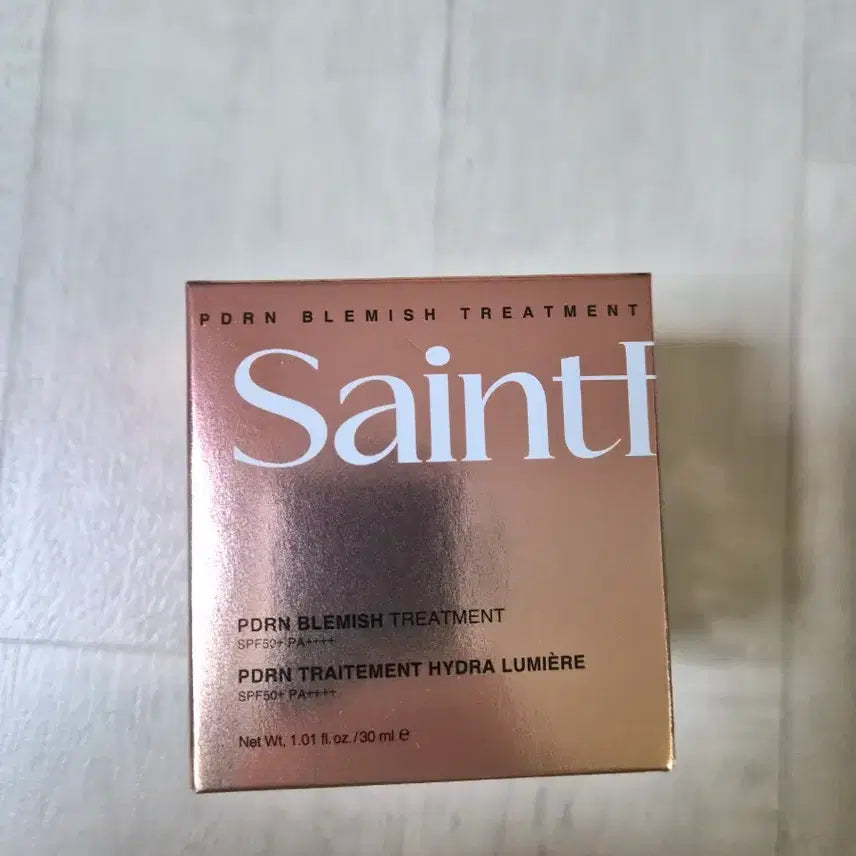 PDRN BLEMISH TREATMENT
Saint
PDRN BLEMISH TREATMENT
SPF50+ PA++++
PDRN TRAITEMENT HYDRA LUMIÈRE
SPF50+ PA++++
Net Wt, 1.01 fl. oz. / 30 ml ℮